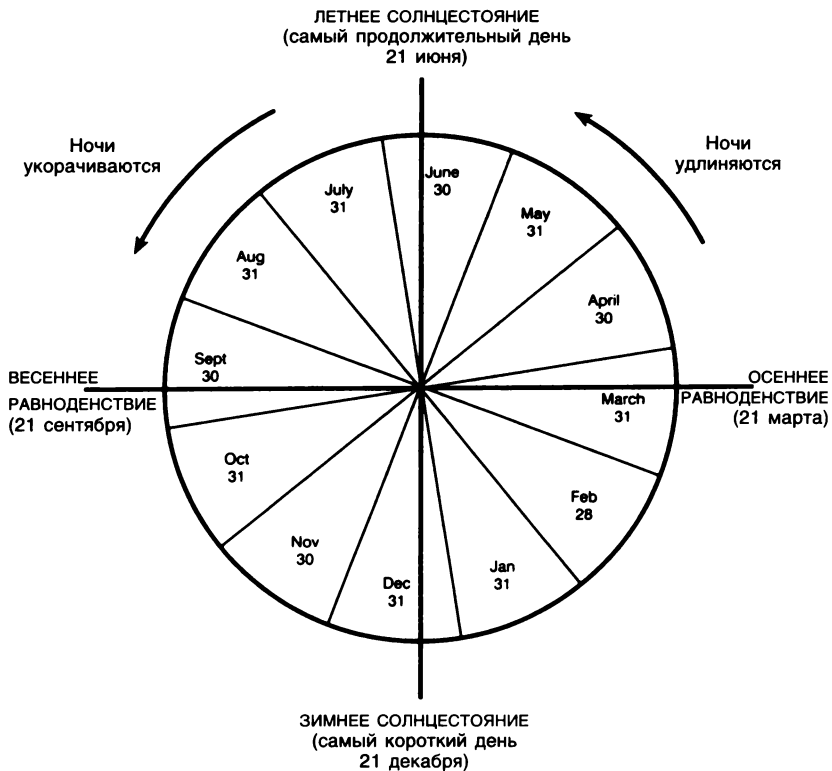 ЛЕТНЕЕ СОЛНЦЕСТОЯНИЕ
(самый продолжительный день
21 июня)
Ночи
укорачиваются
Ночи
удлиняются
June
30
July
31
May
31
Aug
31
April
30
Sept
30
ВЕСЕННЕЕ
РАВНОДЕНСТВИЕ
(21 сентября)
ОСЕННЕЕ
РАВНОДЕНСТВИЕ
(21 марта)
March
31
Oct
31
Feb
28
Nov
30
Jan
31
Dec
31
ЗИМНЕЕ СОЛНЦЕСТОЯНИЕ
(самый короткий день
21 декабря)